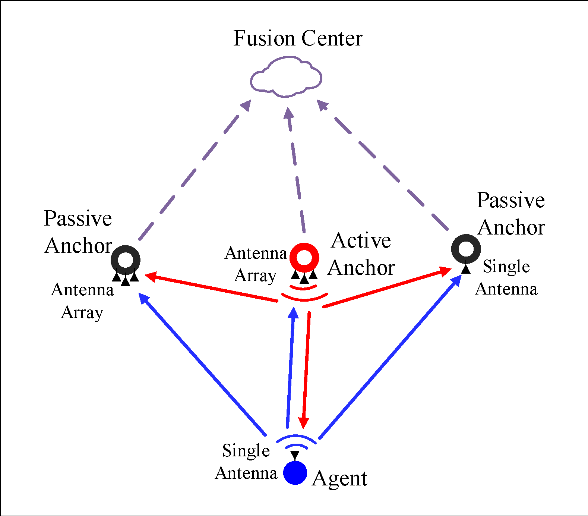 Fusion Center
Passive
Anchor
Antenna
Array
Antenna
Array
Active
Anchor
Passive
Anchor
Single
Antenna
Single
Antenna
Agent